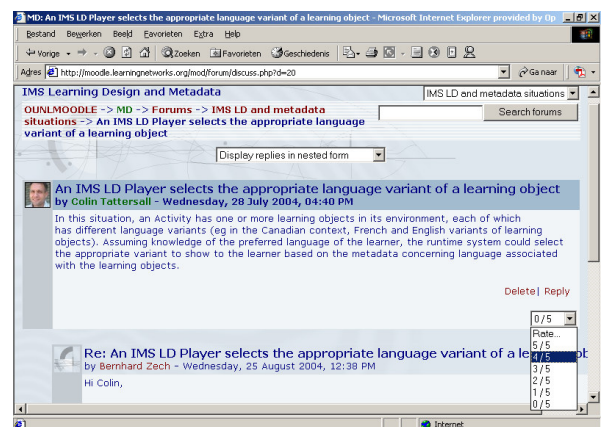 MD: An IMS LD Player selects the appropriate language variant of a learning object - Microsoft Internet Explorer provided by Op
Bestand Bewerken Beeld Favorieten Extra Help
Vorige Zoeken Favorieten Geschiedenis
Adres http://moodle.learningnetworks.org/mod/forum/discuss.php?d=20 Ga naar
IMS Learning Design and Metadata IMS LD and metadata situations
OUNLMOODLE -> MD -> Forums -> IMS LD and metadata
situations -> An IMS LD Player selects the appropriate language
variant of a learning object
Search forums
Display replies in nested form
An IMS LD Player selects the appropriate language variant of a learning object
by Colin Tattersall - Wednesday, 28 July 2004, 04:40 PM
In this situation, an Activity has one or more learning objects in its environment, each of which
has different language variants (eg in the Canadian context, French and English variants of learning
objects). Assuming knowledge of the preferred language of the learner, the runtime system could select
the appropriate variant to show to the learner based on the metadata concerning language associated
with the learning objects.
Delete| Reply
0/5
Rate...
5/5
4/5
3/5
2/5
1/5
0/5
Re: An IMS LD Player selects the appropriate language variant of a le
by Bernhard Zech - Wednesday, 25 August 2004, 12:38 PM
Hi Colin,
Internet